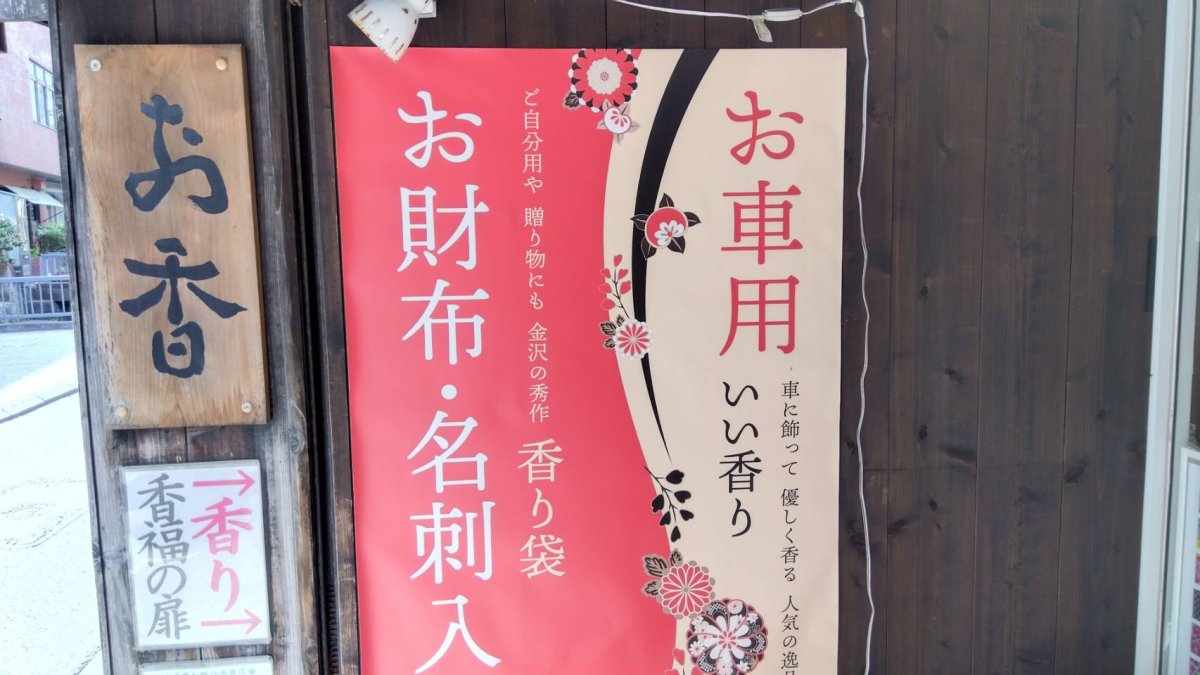 お香
→香り→
香福の扉
お車用
いい香り
車に飾って 優しく香る 人気の逸
ご自分用や 贈り物にも 金沢の秀作
香り袋
お財布・名刺入